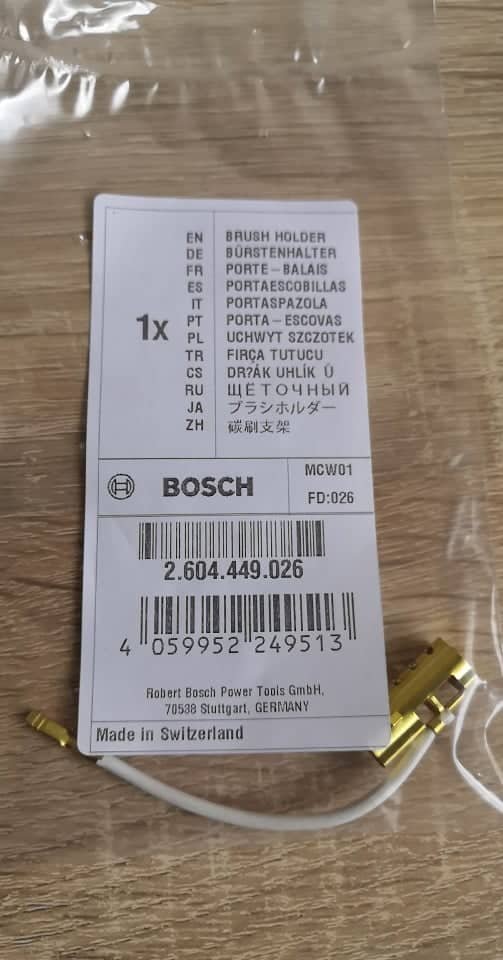 1x
EN BRUSH HOLDER
DE BÜRSTENHALTER
FR PORTE-BALAIS
ES PORTAESCOBILLAS
IT PORTASPAZOLA
PT PORTA-ESCOVAS
PL UCHWYT SZCZOTEK
TR FIRÇA TUTUCU
CS DR?ÁK UHLÍK Ů
RU ЩЁТОЧНЫЙ
JA ブラシホルダー
ZH 碳刷支架
BOSCH
MCW01
FD:026
2.604.449.026
4 059952 249513
Robert Bosch Power Tools GmbH,
70538 Stuttgart, GERMANY
Made in Switzerland